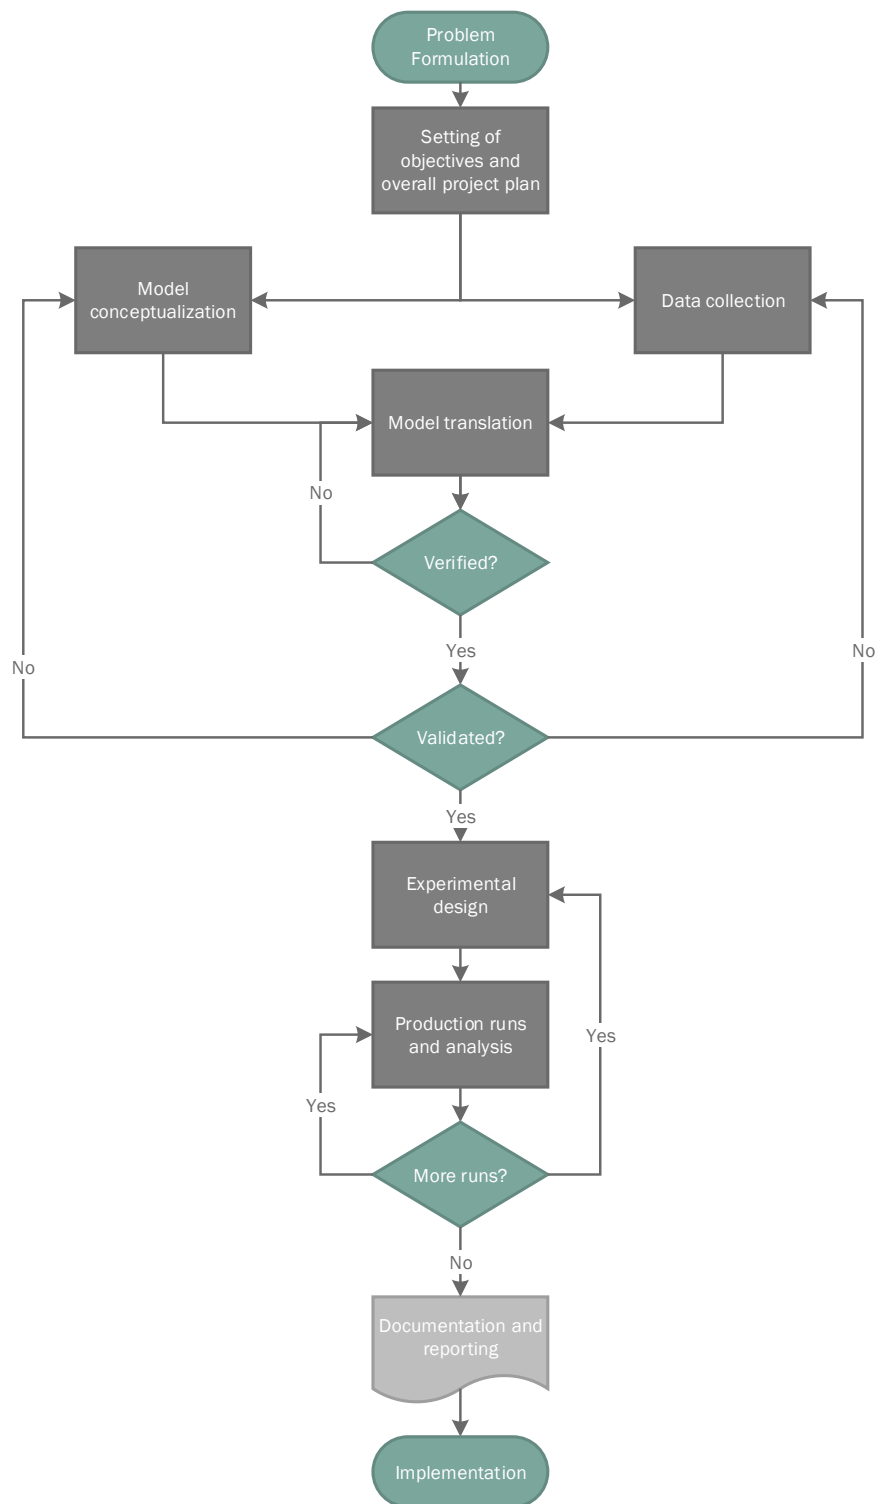 Problem
Formulation
Setting of
objectives and
overall project plan
Model
conceptualization
Data collection
Model translation
No
Verified?
Yes
No
No
Validated?
Yes
Experimental
design
Production runs
and analysis
Yes
Yes
More runs?
No
Documentation and
reporting
Implementation